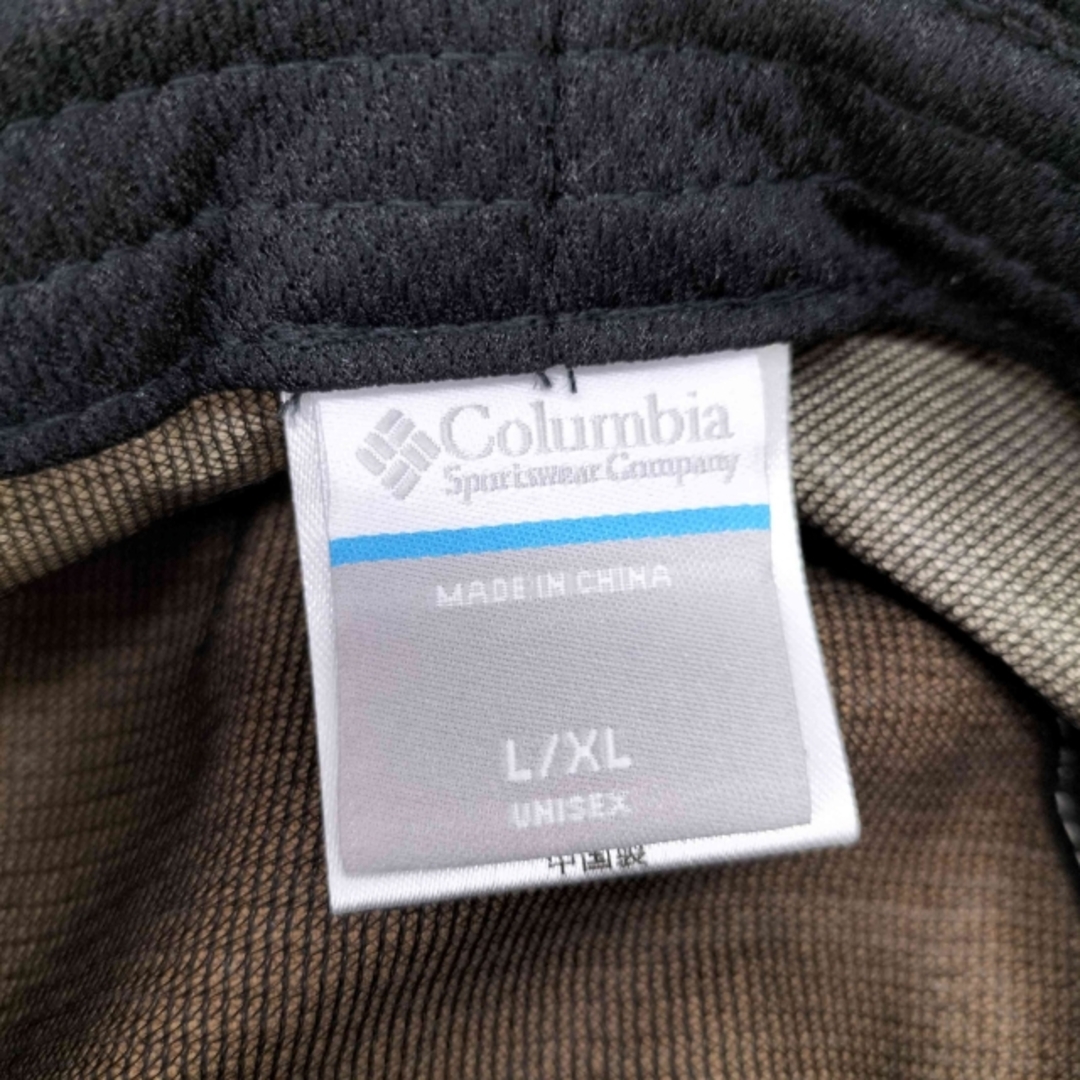 Columbia
Sportswear Company
MADE IN CHINA
L/XL
UNISEX
中国製